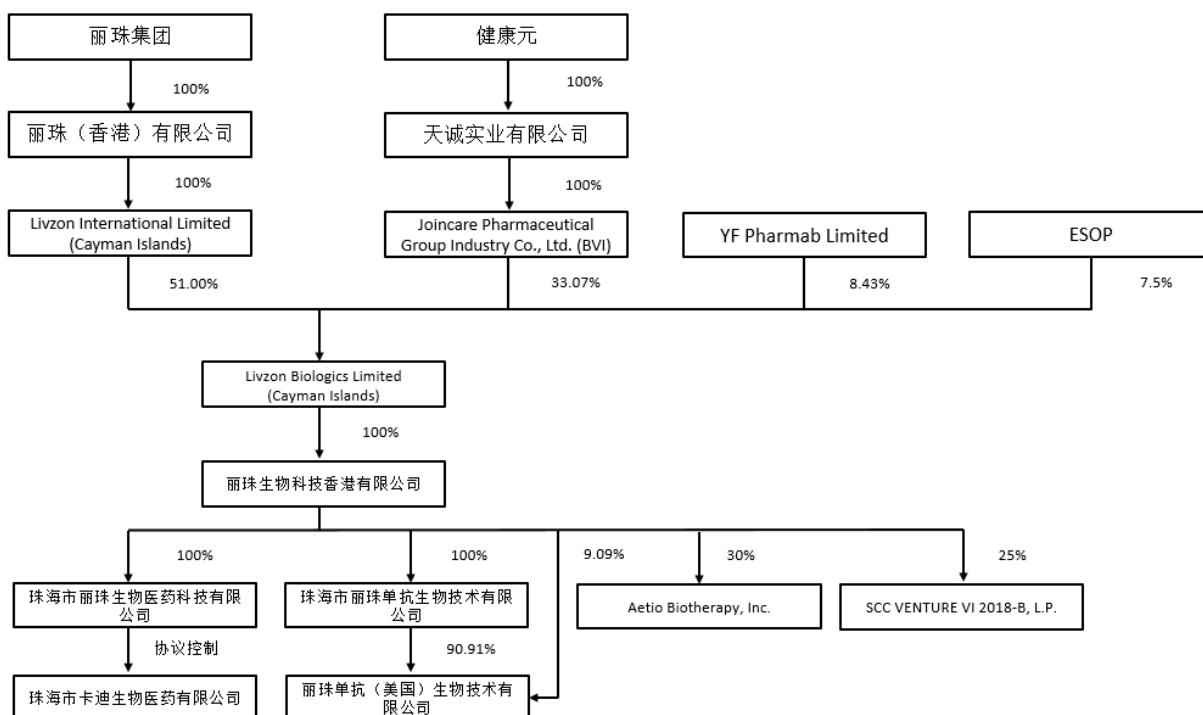 丽珠集团
健康元
100%
100%
丽珠（香港）有限公司
天诚实业有限公司
100%
100%
Livzon International Limited
(Cayman Islands)
Joincare Pharmaceutical
Group Industry Co., Ltd. (BVI)
YF Pharmab Limited
ESOP
51.00%
33.07%
8.43%
7.5%
Livzon Biologics Limited
(Cayman Islands)
100%
丽珠生物科技香港有限公司
100%
100%
9.09%
30%
25%
珠海市丽珠生物医药科技有限
公司
珠海市丽珠单抗生物技术有限
公司
Aetio Biotherapy, Inc.
SCC VENTURE VI 2018-B, L.P.
协议控制
90.91%
珠海市卡迪生物医药有限公司
丽珠单抗（美国）生物技术有
限公司